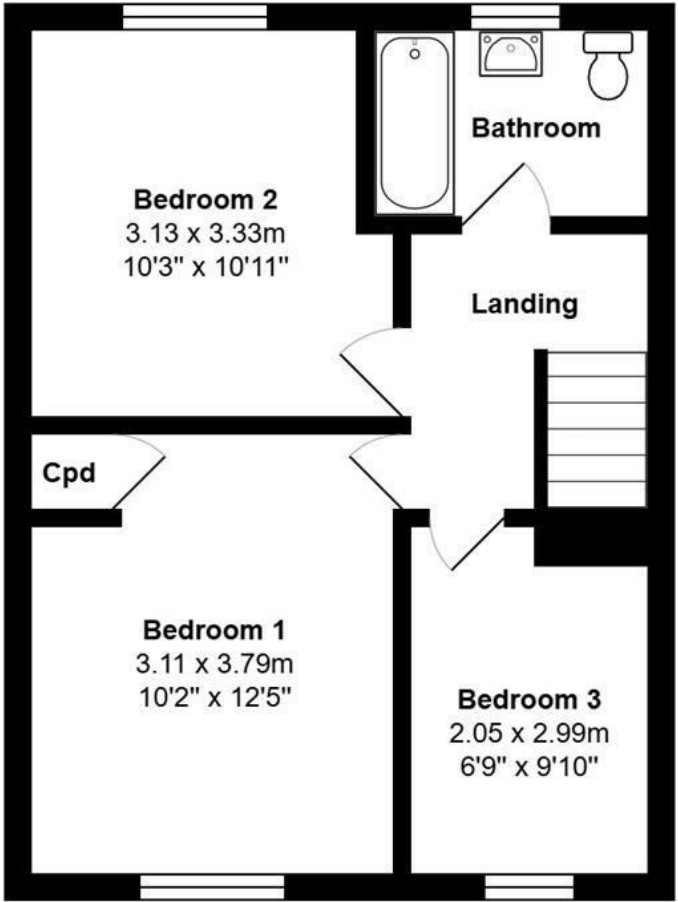 Bathroom
Bedroom 2
3.13 x 3.33m
10'3" x 10'11"
Landing
Cpd
Bedroom 1
3.11 x 3.79m
10'2" x 12'5"
Bedroom 3
2.05 x 2.99m
6'9" x 9'10"